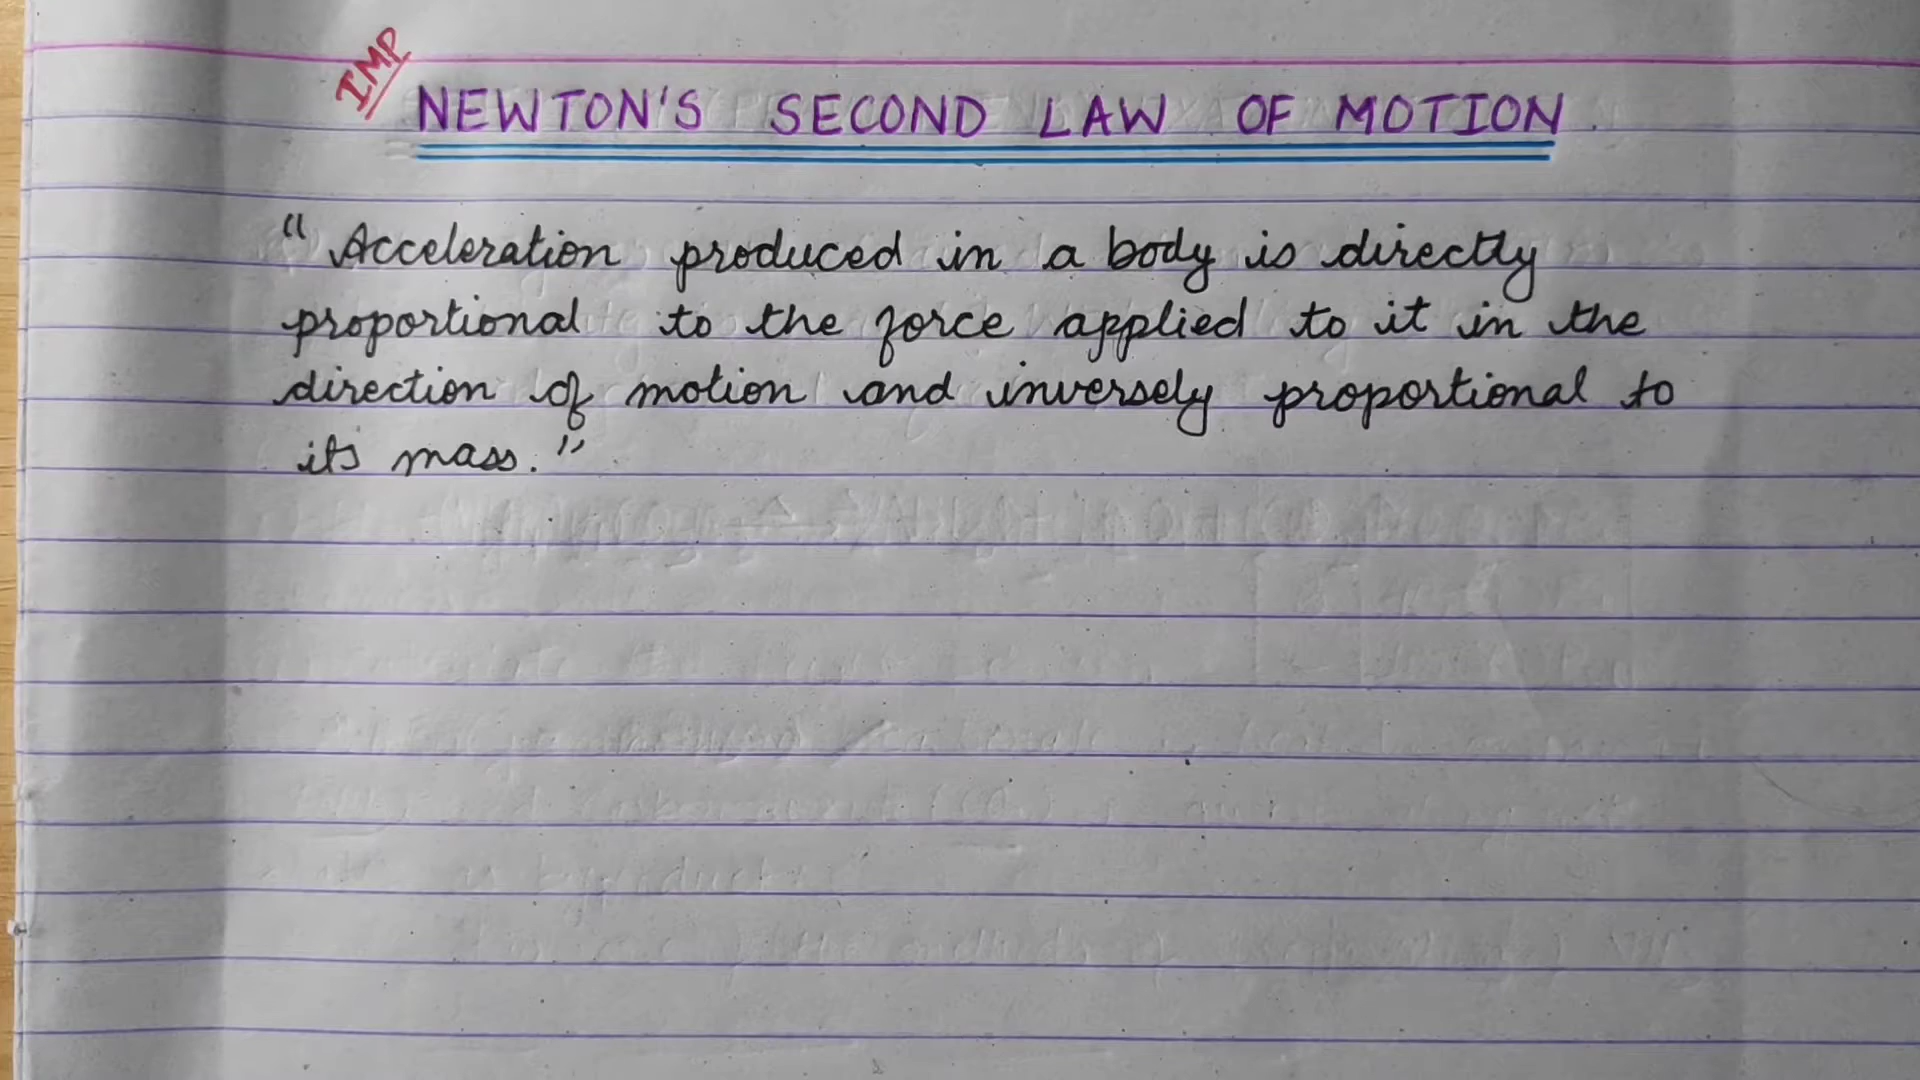 IMP
NEWTON'S SECOND LAW OF MOTION
" Acceleration produced in a body is directly
proportional to the force applied to it in the
direction of motion and inversely proportional to
its mass."